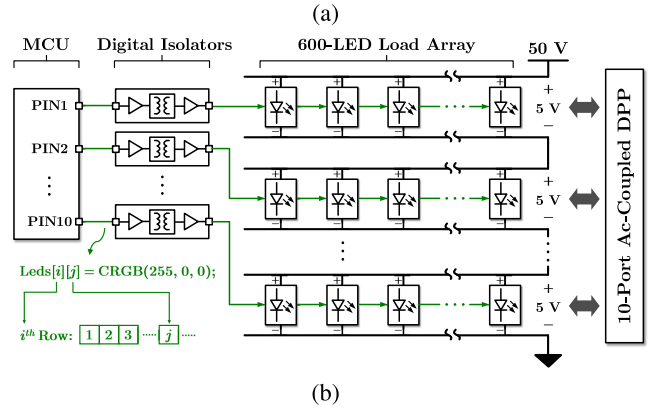 (a)
MCU Digital Isolators 600-LED Load Array 50 V
PIN1
+ + + +
+
5 V
−
− − − −
PIN2
+ + + +
+
5 V
−
− − − −
PIN10
+ + + +
+
5 V
−
− − − −
10-Port Ac-Coupled DPP
Leds[i][j] = CRGB(255, 0, 0);
ith Row: 1 2 3 ····· j ·····
(b)